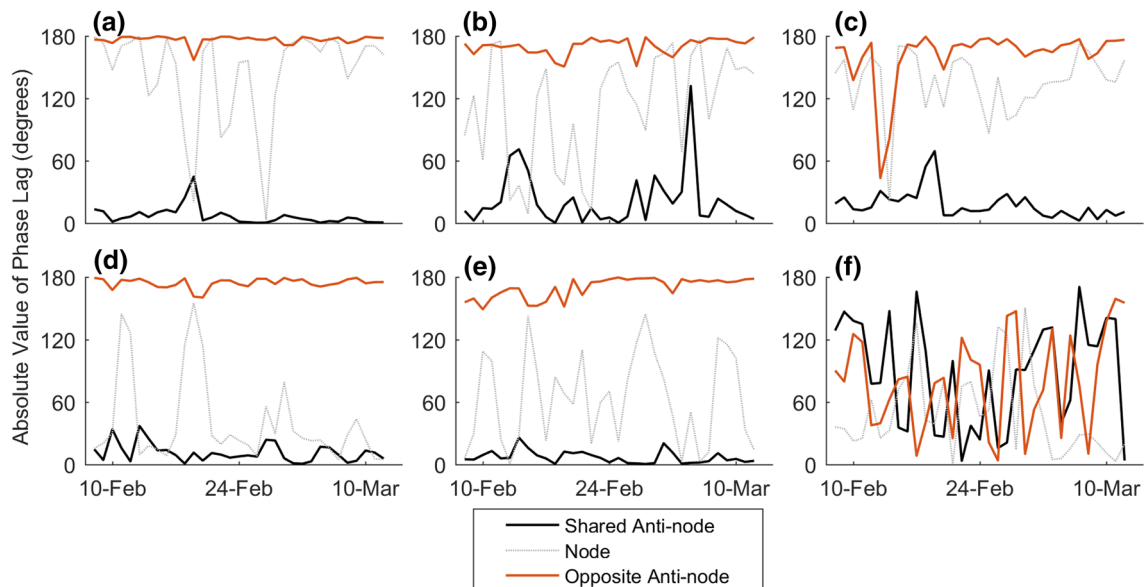 (a) (b) (c)
180 180 180
120 120 120
60 60 60
0 0 0
Absolute Value of Phase Lag (degrees)
(d) (e) (f)
180 180 180
120 120 120
60 60 60
0 0 0
10-Feb 24-Feb 10-Mar 10-Feb 24-Feb 10-Mar 10-Feb 24-Feb 10-Mar
Shared Anti-node
Node
Opposite Anti-node